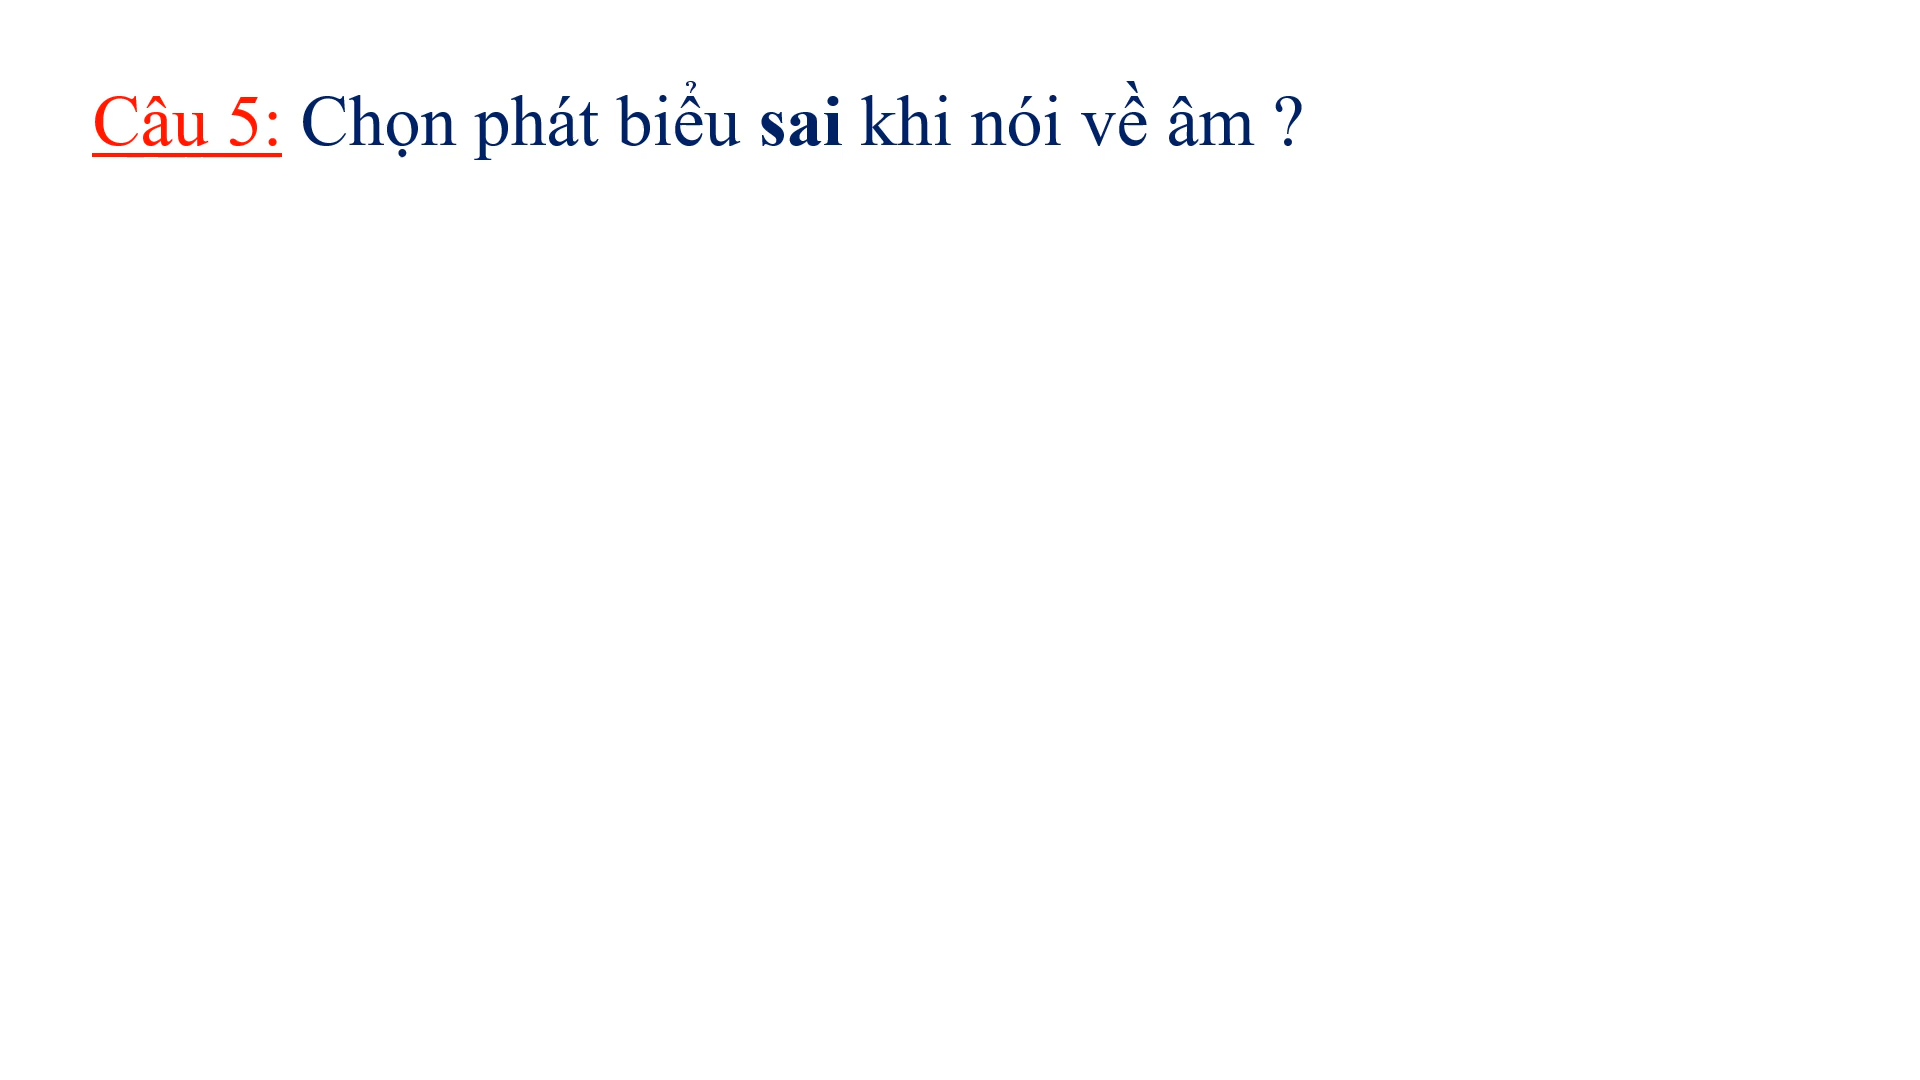 Câu 5: Chọn phát biểu sai khi nói về âm ?